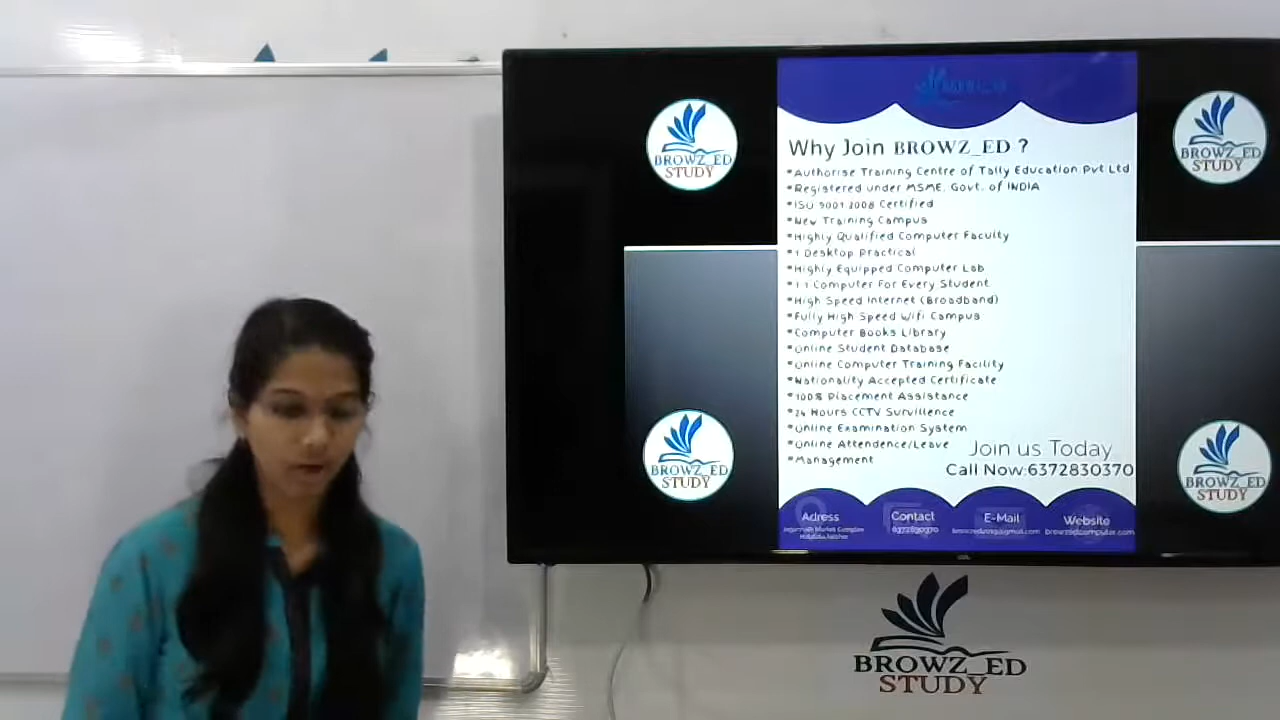 BROWZ_ED
STUDY
BROWZ_ED
STUDY
Why Join BROWZ_ED ?
*Authorise Training Centre of Tally Education Pvt Ltd
*Registered under MSME, Govt. of INDIA
*ISO 9001 2008 Certified
*New Training Campus
*Highly Qualified Computer Faculty
*1 Desktop Practical
*Highly Equipped Computer Lab
*1 1 Computer For Every Student
*High Speed Internet (Broadband)
*Fully High Speed Wifi Campus
*Computer Books Library
*Online Student Database
*Online Computer Training Facility
*Nationality Accepted Certificate
*100% Placement Assistance
*24 Hours CCTV Survillence
*Online Examination System
*Online Attendence/Leave
*Management
Join us Today
Call Now:6372830370
BROWZ_ED
STUDY
BROWZ_ED
STUDY
Adress
Contact
6372830370
E-Mail
Website
browzedcomputer.com
BROWZ_ED
STUDY